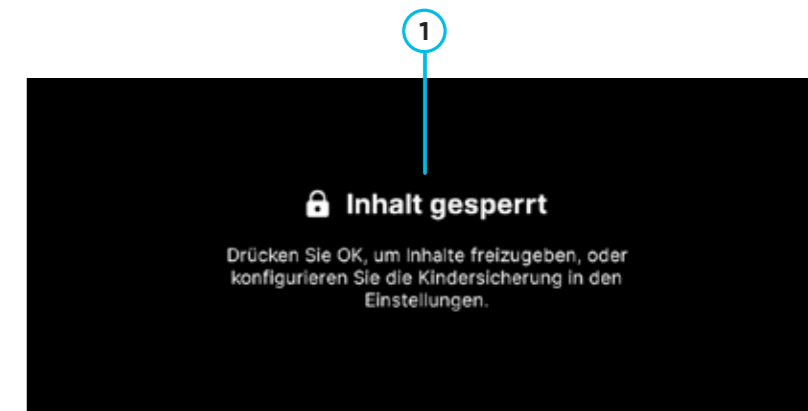 1
Inhalt gesperrt
Drücken Sie OK, um Inhalte freizugeben, oder
konfigurieren Sie die Kindersicherung in den
Einstellungen.